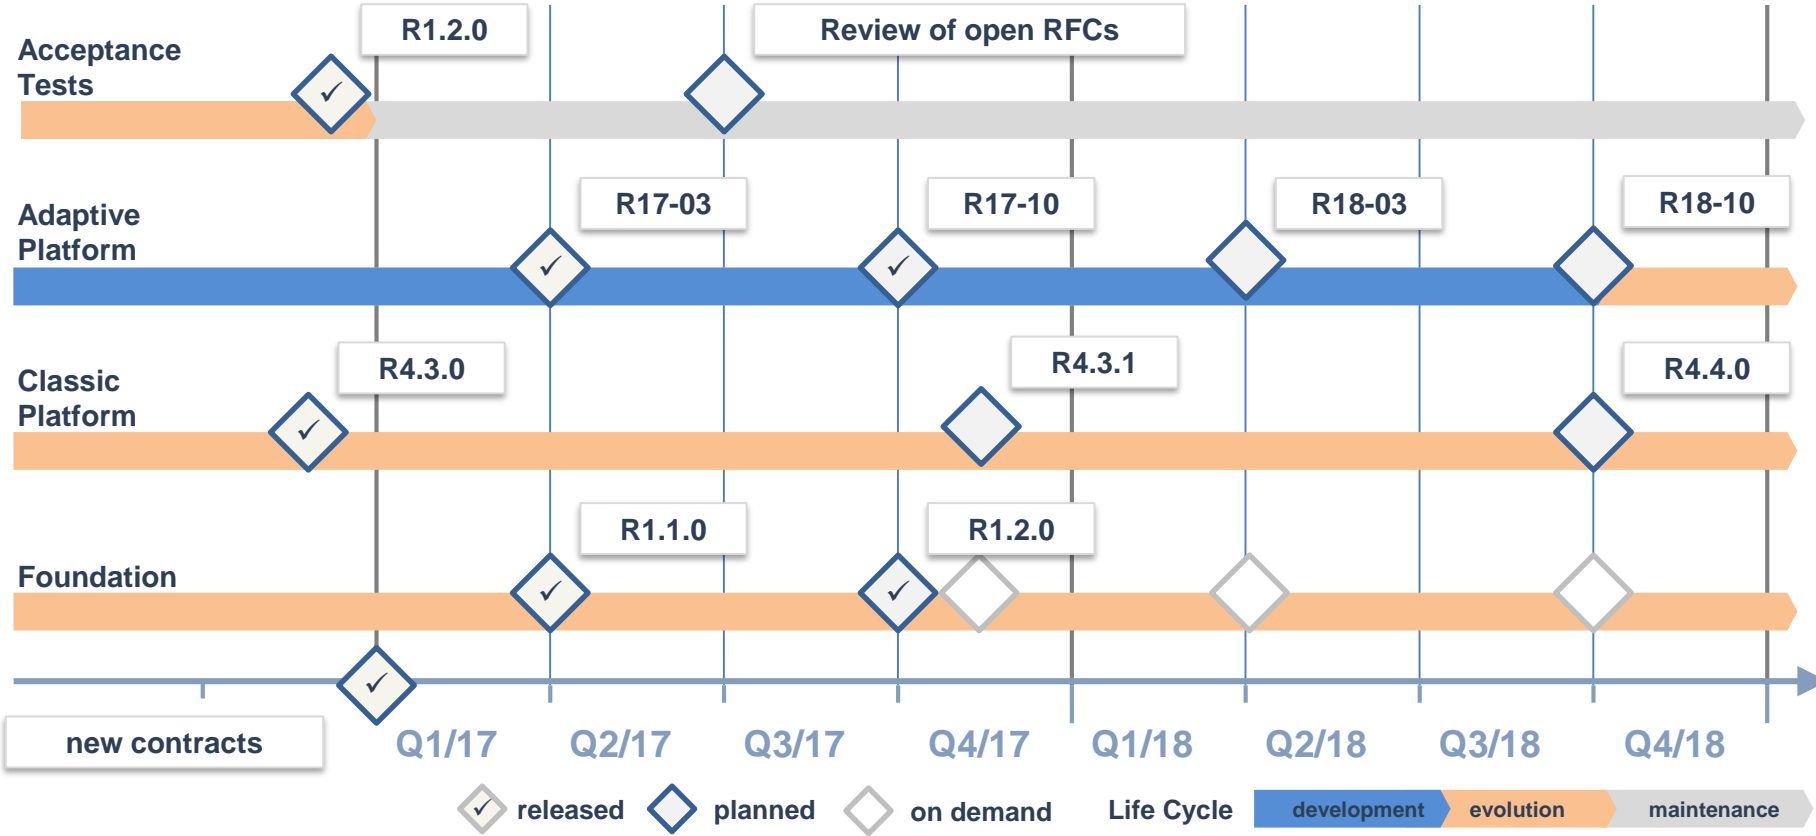 R1.2.0
Review of open RFCs
Acceptance
Tests
✓
R17-03
R17-10
R18-03
R18-10
Adaptive
Platform
✓
✓
R4.3.0
R4.3.1
R4.4.0
Classic
Platform
✓
R1.1.0
R1.2.0
Foundation
✓
✓
✓
new contracts
Q1/17
Q2/17
Q3/17
Q4/17
Q1/18
Q2/18
Q3/18
Q4/18
✓
released
planned
on demand
Life Cycle
development
evolution
maintenance